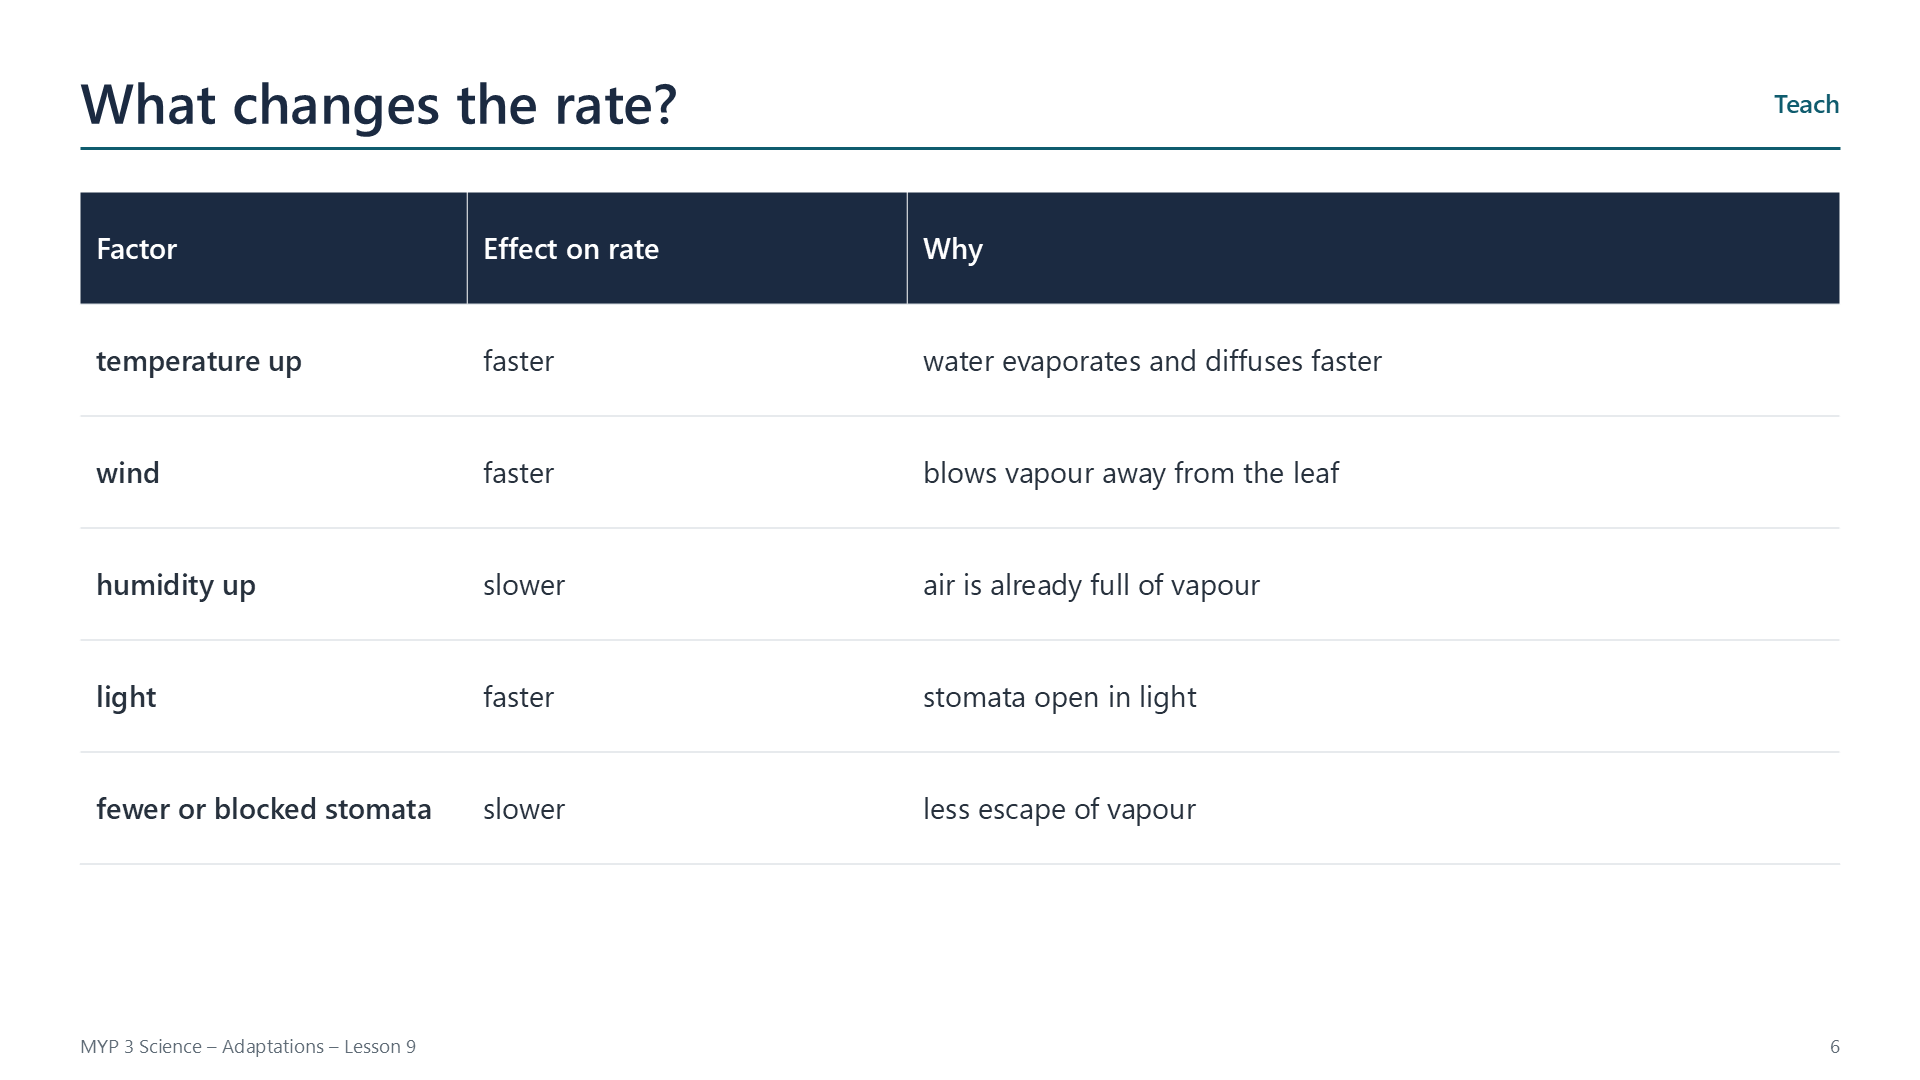 What changes the rate?
Teach
Factor Effect on rate Why
temperature up faster water evaporates and diffuses faster
wind faster blows vapour away from the leaf
humidity up slower air is already full of vapour
light faster stomata open in light
fewer or blocked stomata slower less escape of vapour
MYP 3 Science – Adaptations – Lesson 9
6